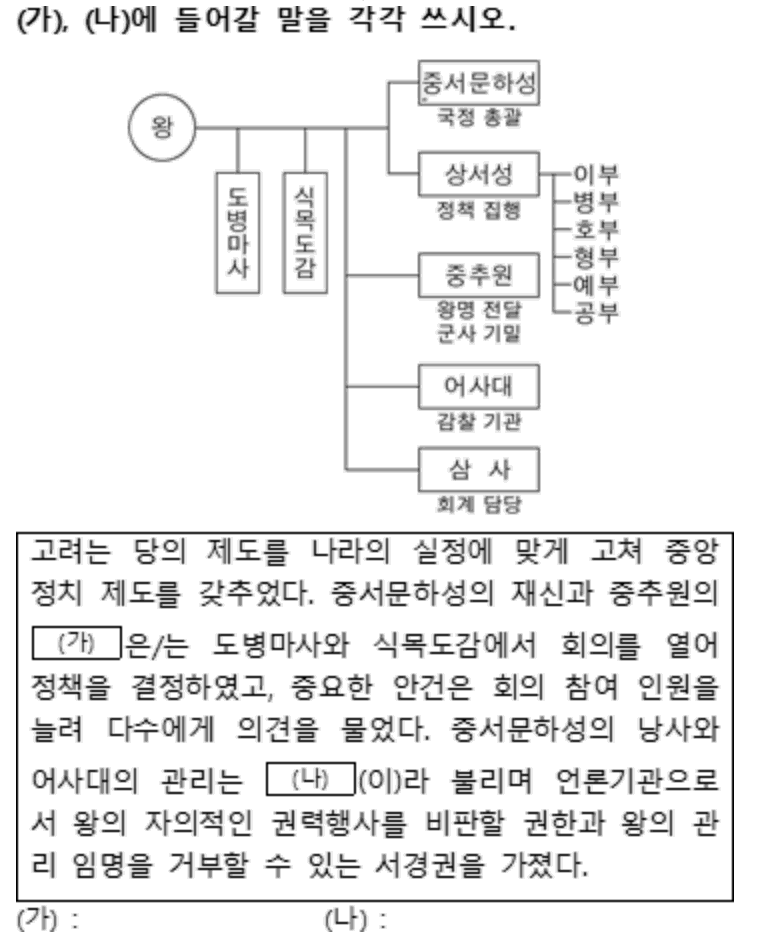 (가), (나)에 들어갈 말을 각각 쓰시오.
왕
도병마사
식목도감
중서문하성
국정 총괄
상서성
정책 집행
이부
병부
호부
형부
예부
공부
중추원
왕명 전달
군사 기밀
어사대
감찰 기관
삼 사
회계 담당
고려는 당의 제도를 나라의 실정에 맞게 고쳐 중앙
정치 제도를 갖추었다. 중서문하성의 재신과 중추원의
(가) 은/는 도병마사와 식목도감에서 회의를 열어
정책을 결정하였고, 중요한 안건은 회의 참여 인원을
늘려 다수에게 의견을 물었다. 중서문하성의 낭사와
어사대의 관리는 (나) (이)라 불리며 언론기관으로
서 왕의 자의적인 권력행사를 비판할 권한과 왕의 관
리 임명을 거부할 수 있는 서경권을 가졌다.
(가) : (나) :